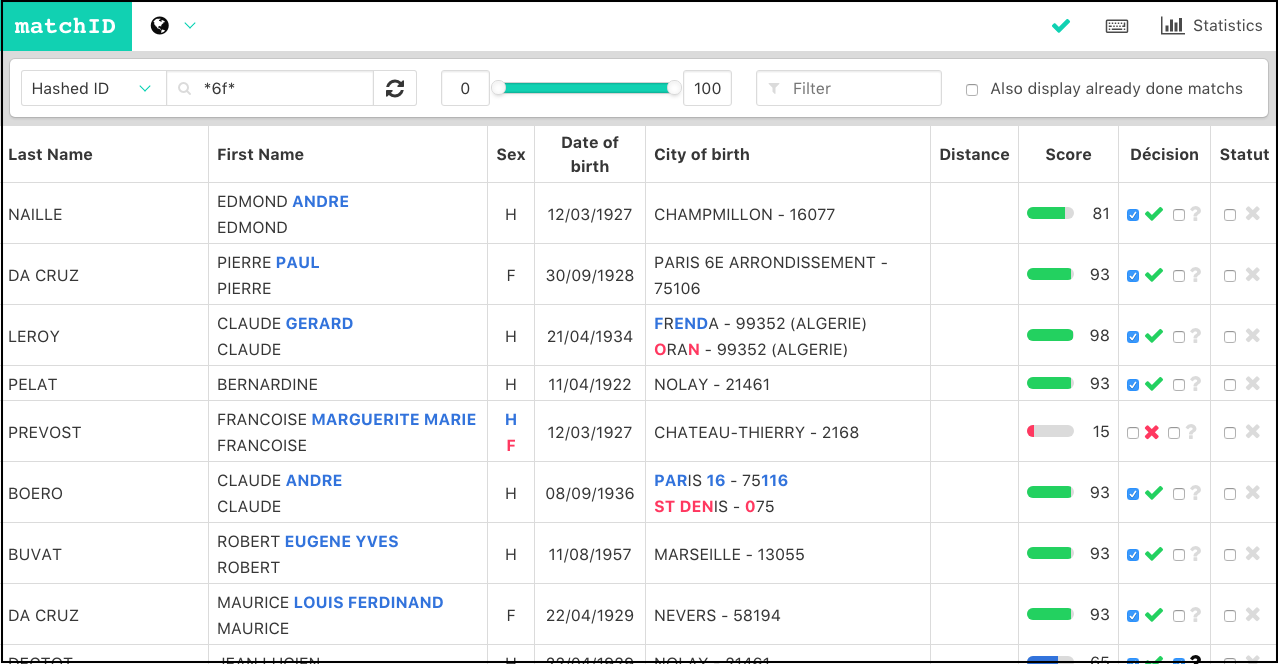 matchID Statistics
Hashed ID *6f* 0 100 Filter Also display already done matchs
Last Name First Name Sex Date of birth City of birth Distance Score Décision Statut
NAILLE EDMOND ANDRE H 12/03/1927 CHAMPMILLON - 16077 81 ?
EDMOND
DA CRUZ PIERRE PAUL F 30/09/1928 PARIS 6E ARRONDISSEMENT - 93 ?
PIERRE 75106
LEROY CLAUDE GERARD H 21/04/1934 FRENDA - 99352 (ALGERIE) 98 ?
CLAUDE ORAN - 99352 (ALGERIE)
PELAT BERNARDINE H 11/04/1922 NOLAY - 21461 93 ?
PREVOST FRANCOISE MARGUERITE MARIE H 12/03/1927 CHATEAU-THIERRY - 2168 15 ?
FRANCOISE F
BOERO CLAUDE ANDRE H 08/09/1936 PARIS 16 - 75116 93 ?
CLAUDE ST DENIS - 075
BUVAT ROBERT EUGENE YVES H 11/08/1957 MARSEILLE - 13055 93 ?
ROBERT
DA CRUZ MAURICE LOUIS FERDINAND F 22/04/1929 NEVERS - 58194 93 ?
MAURICE
JEAN LUCIEN H 22/04/1929 NOLAY - 21461 65 ?